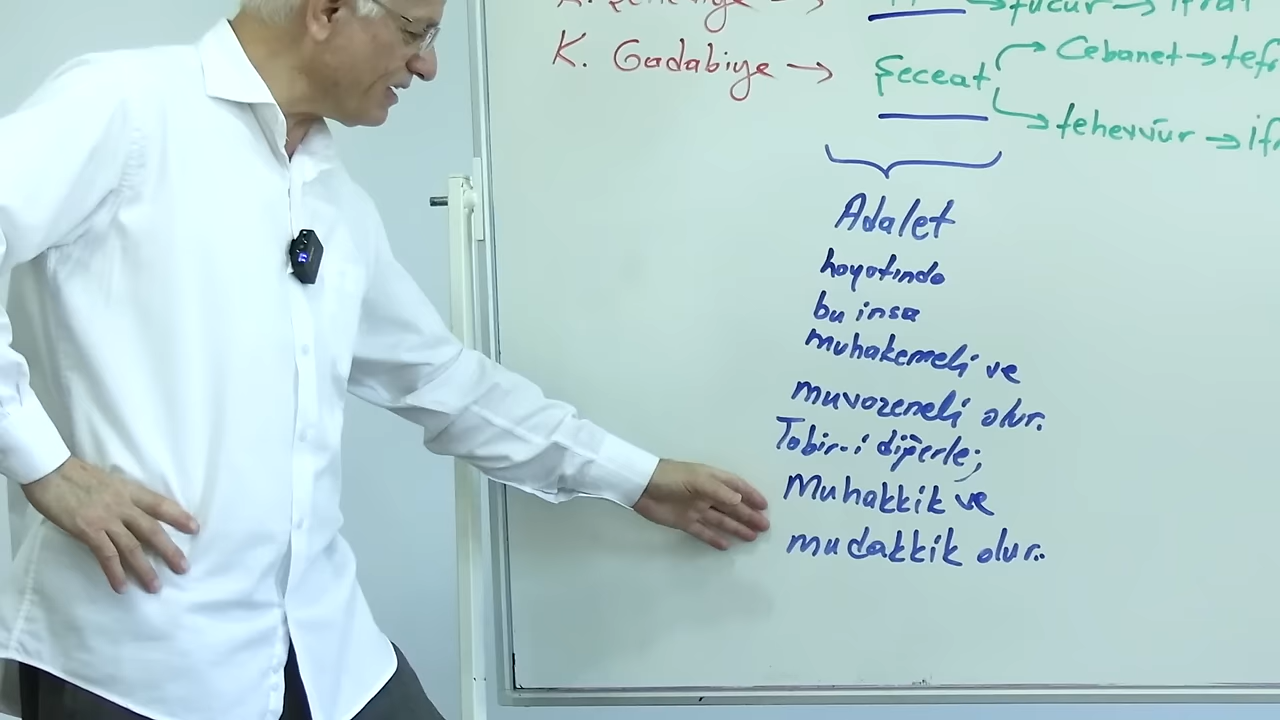 → fücur → ifrat
K. Gadabiye → Şeceat → Cebanet → tefr
→ tehevvür → ifr
Adalet
hayatında
bu insa
muhakemeli ve
muvazeneli olur.
Tabir-i diğerle;
Muhakkik ve
mudakkik olur.